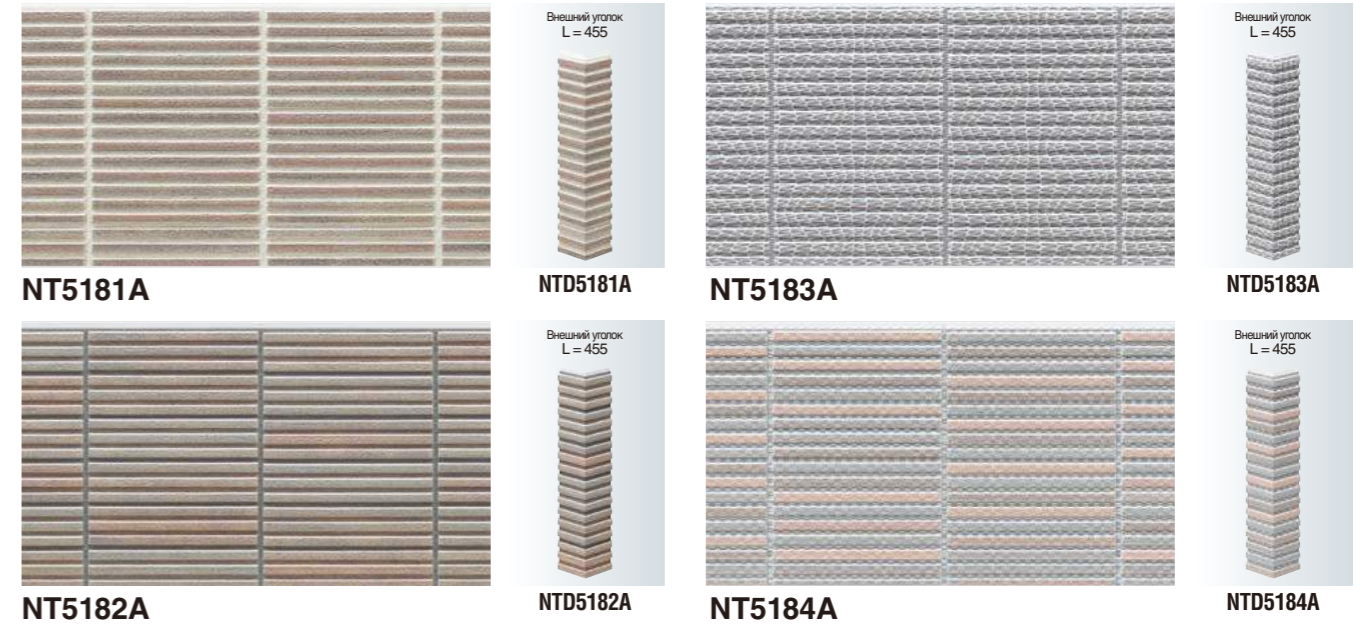 Внешний уголок
L = 455
NT5181A
NTD5181A
Внешний уголок
L = 455
NT5183A
NTD5183A
Внешний уголок
L = 455
NT5182A
NTD5182A
Внешний уголок
L = 455
NT5184A
NTD5184A